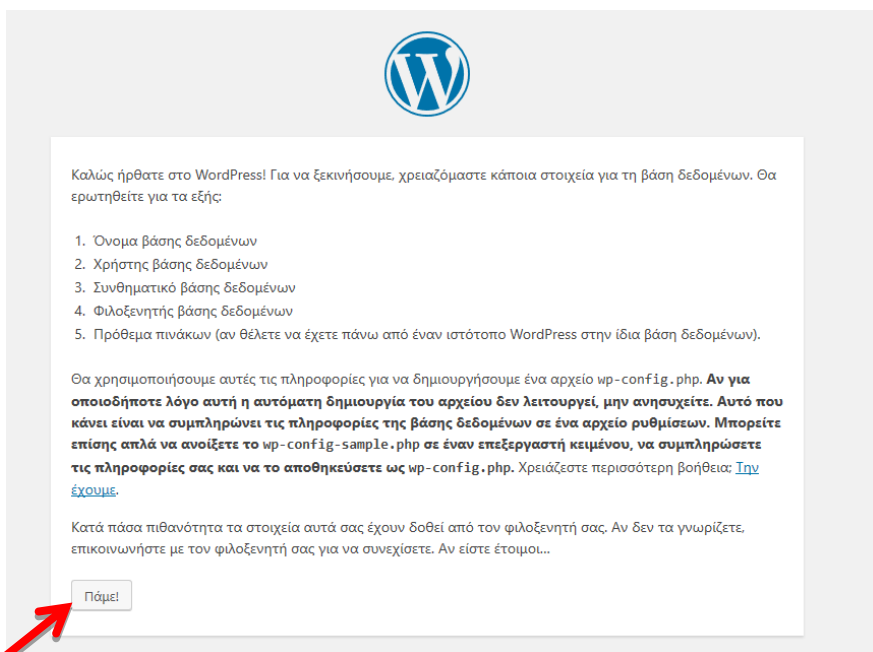 Καλώς ήρθατε στο WordPress! Για να ξεκινήσουμε, χρειαζόμαστε κάποια στοιχεία για τη βάση δεδομένων. Θα
ερωτηθείτε για τα εξής:
1. Όνομα βάσης δεδομένων
2. Χρήστης βάσης δεδομένων
3. Συνθηματικό βάσης δεδομένων
4. Φιλοξενητής βάσης δεδομένων
5. Πρόθεμα πινάκων (αν θέλετε να έχετε πάνω από έναν ιστότοπο WordPress στην ίδια βάση δεδομένων).
Θα χρησιμοποιήσουμε αυτές τις πληροφορίες για να δημιουργήσουμε ένα αρχείο wp-config.php. Αν για
οποιοδήποτε λόγο αυτή η αυτόματη δημιουργία του αρχείου δεν λειτουργεί, μην ανησυχείτε. Αυτό που
κάνει είναι να συμπληρώνει τις πληροφορίες της βάσης δεδομένων σε ένα αρχείο ρυθμίσεων. Μπορείτε
επίσης απλά να ανοίξετε το wp-config-sample.php σε έναν επεξεργαστή κειμένου, να συμπληρώσετε
τις πληροφορίες σας και να το αποθηκεύσετε ως wp-config.php. Χρειάζεστε περισσότερη βοήθεια; Την
έχουμε.
Κατά πάσα πιθανότητα τα στοιχεία αυτά σας έχουν δοθεί από τον φιλοξενητή σας. Αν δεν τα γνωρίζετε,
επικοινωνήστε με τον φιλοξενητή σας για να συνεχίσετε. Αν είστε έτοιμοι...
Πάμε!